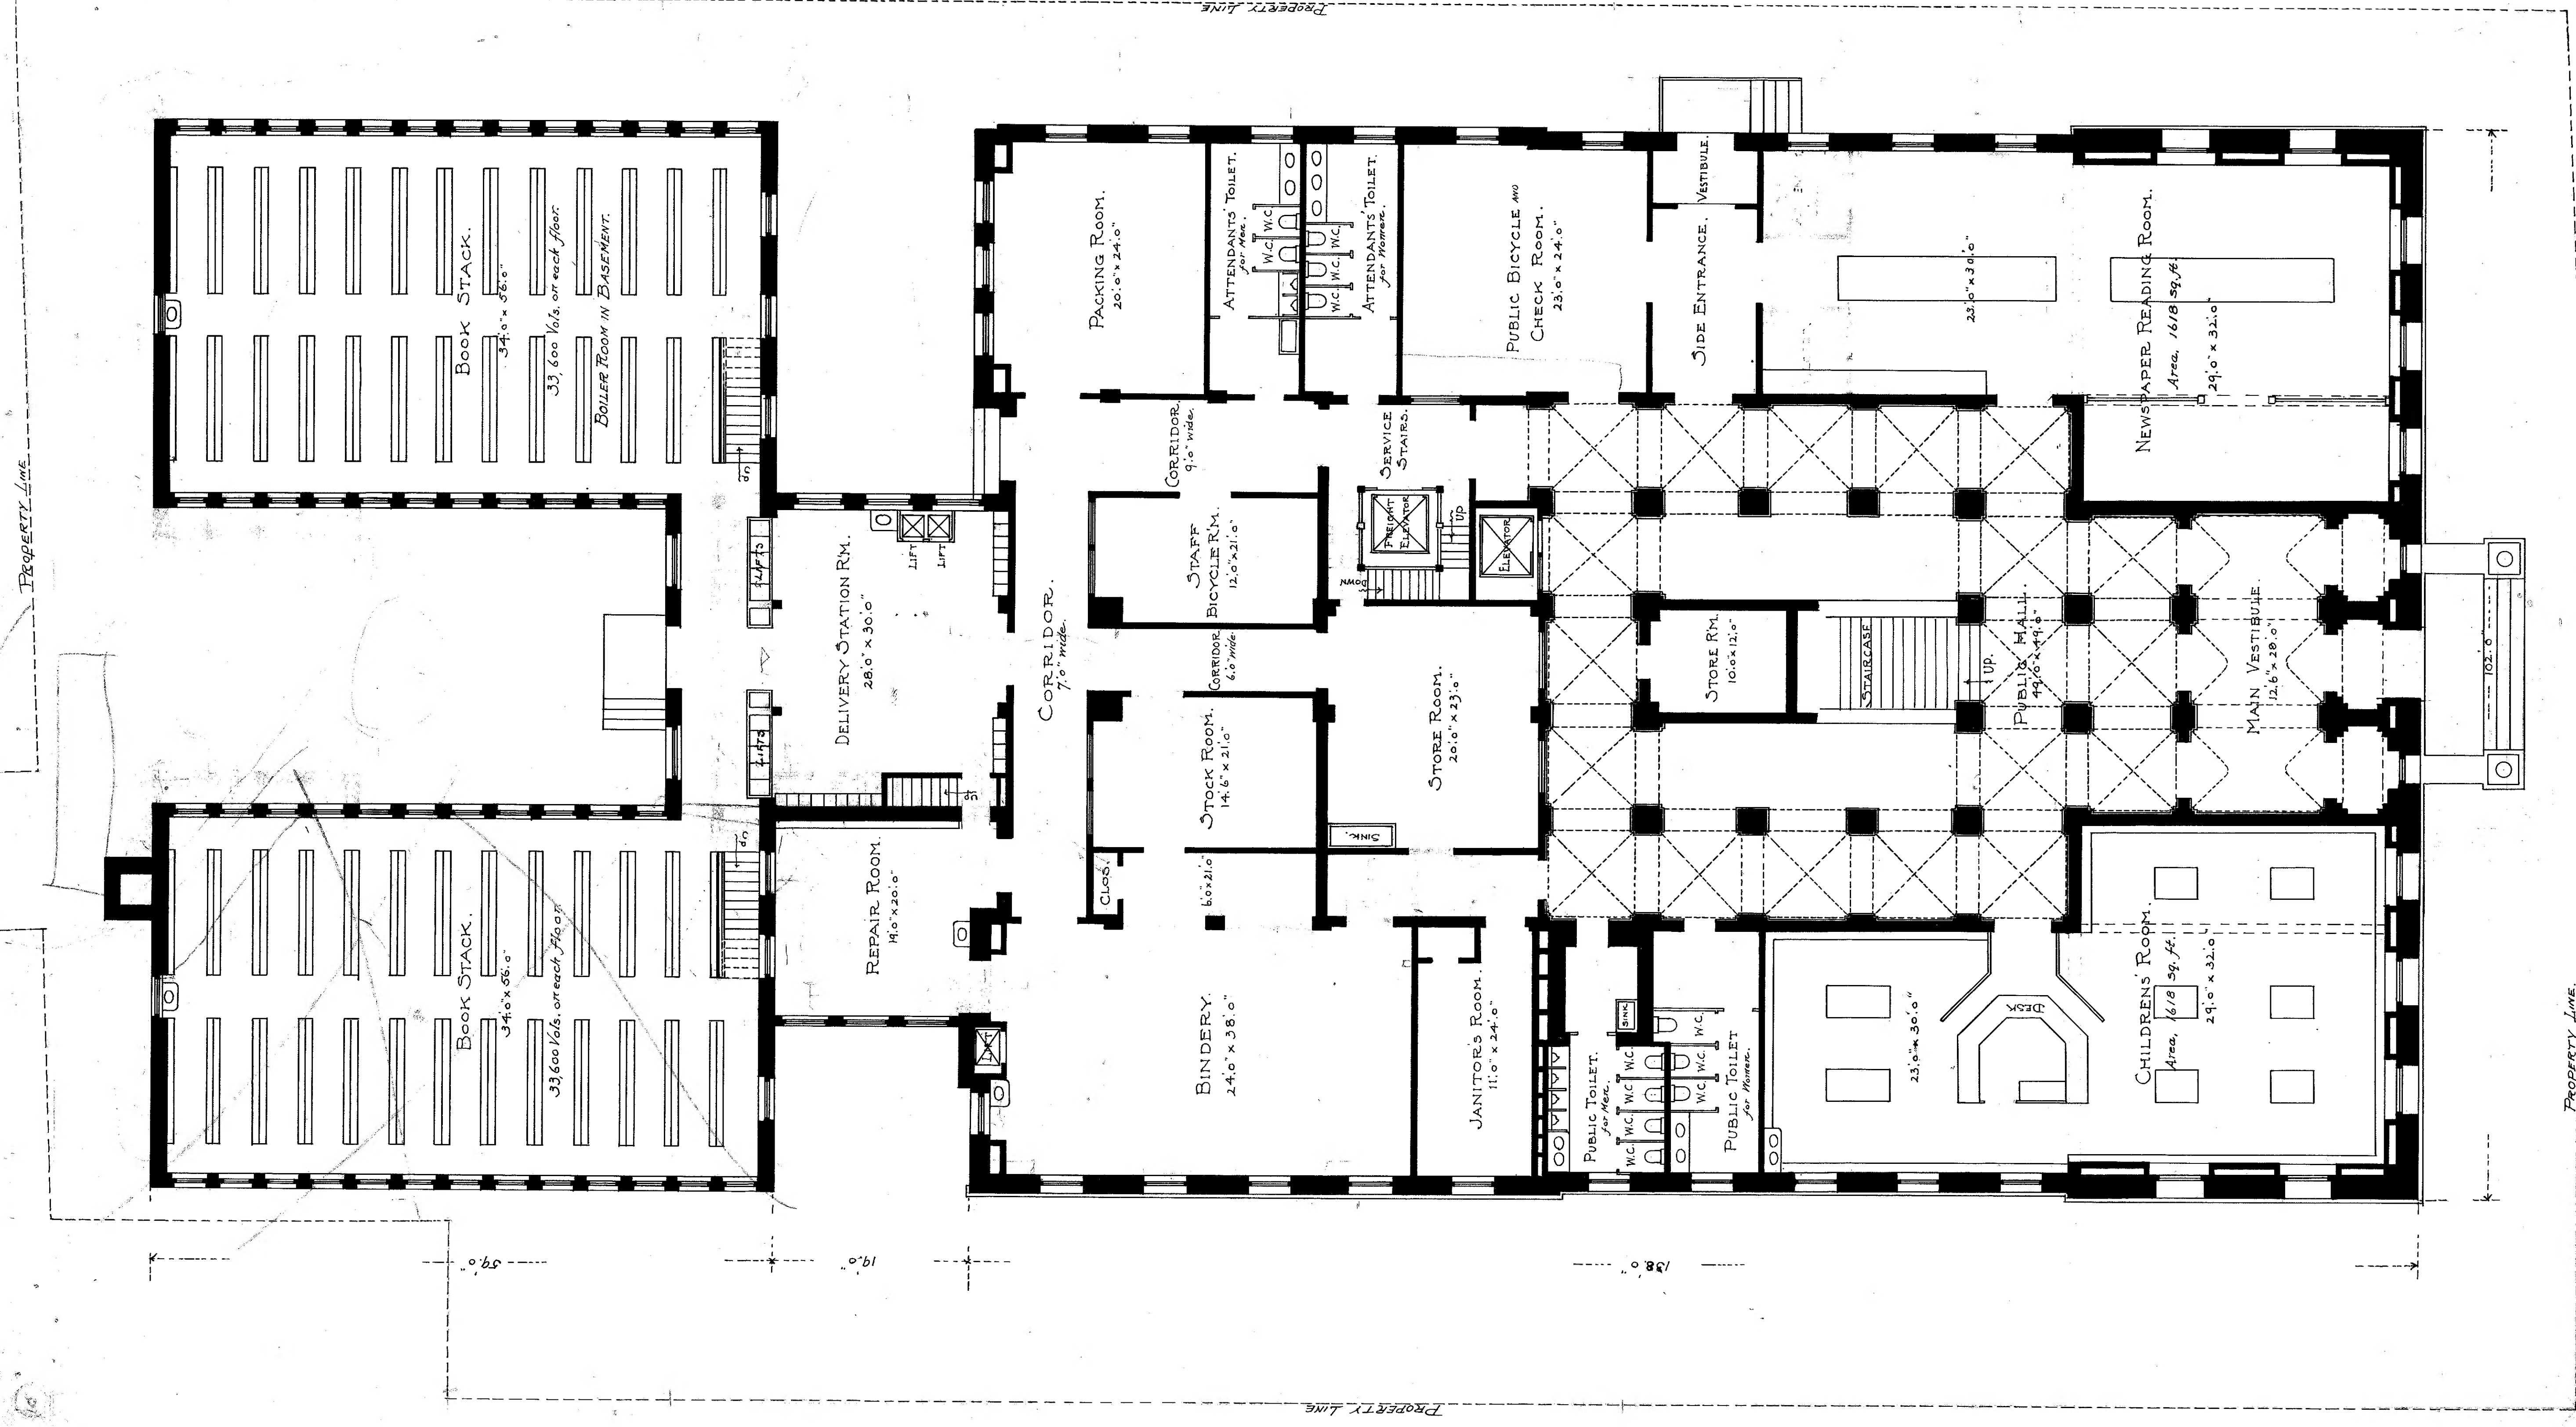 PROPERTY LINE
PROPERTY LINE
BOOK STACK.
34'.0" x 56'.0"
33,600 Vols. on each floor.
BOILER ROOM IN BASEMENT.
UP
BOOK STACK.
34'.0" x 56'.0"
33,600 Vols. on each floor.
UP
LIFTS
LIFTS
DELIVERY STATION R'M.
28'.0" x 30'.0"
LIFT
LIFT
UP
REPAIR ROOM.
19'.0" x 20'.0"
LIFT
CORRIDOR.
7'.0" wide.
PACKING ROOM.
20'.0" x 24'.0"
ATTENDANTS' TOILET.
for Men.
W.C.
W.C.
ATTENDANTS' TOILET.
for Women.
W.C.
W.C.
W.C.
CORRIDOR.
9'.0" wide.
STAFF
BICYCLE R'M.
12'.0" x 21'.0"
CORRIDOR
6'.0" wide.
STOCK ROOM.
14'.6" x 21'.0"
CLOS.
6'.0 x 21'.0"
BINDERY.
24'.0" x 38'.0"
SERVICE
STAIRS.
FREIGHT
ELEVATOR
UP
DOWN
ELEVATOR
STORE ROOM.
20'.0" x 23'.0"
SINK.
JANITOR'S ROOM.
11'.0" x 24'.0"
PUBLIC BICYCLE AND
CHECK ROOM.
23'.0" x 24'.0"
VESTIBULE.
SIDE ENTRANCE.
STORE R'M.
10'.0 x 12'.0"
STAIRCASE
UP.
PUBLIC HALL.
49'.0" x 49'.0"
PUBLIC TOILET.
for Men.
SINK
W.C.
W.C.
W.C.
W.C.
PUBLIC TOILET
for Women.
W.C.
W.C.
W.C.
23'.0" x 30'.0"
NEWSPAPER READING ROOM.
Area, 1618 sq. ft.
29'.0" x 32'.0"
MAIN VESTIBULE.
12'.6" x 28'.0"
23'.0" x 30'.0"
DESK
CHILDRENS' ROOM.
Area, 1618 sq. ft.
29'.0" x 32'.0
102'.0"
59'.0"
19'.0"
138'.0"
PROPERTY LINE
PROPERTY LINE.